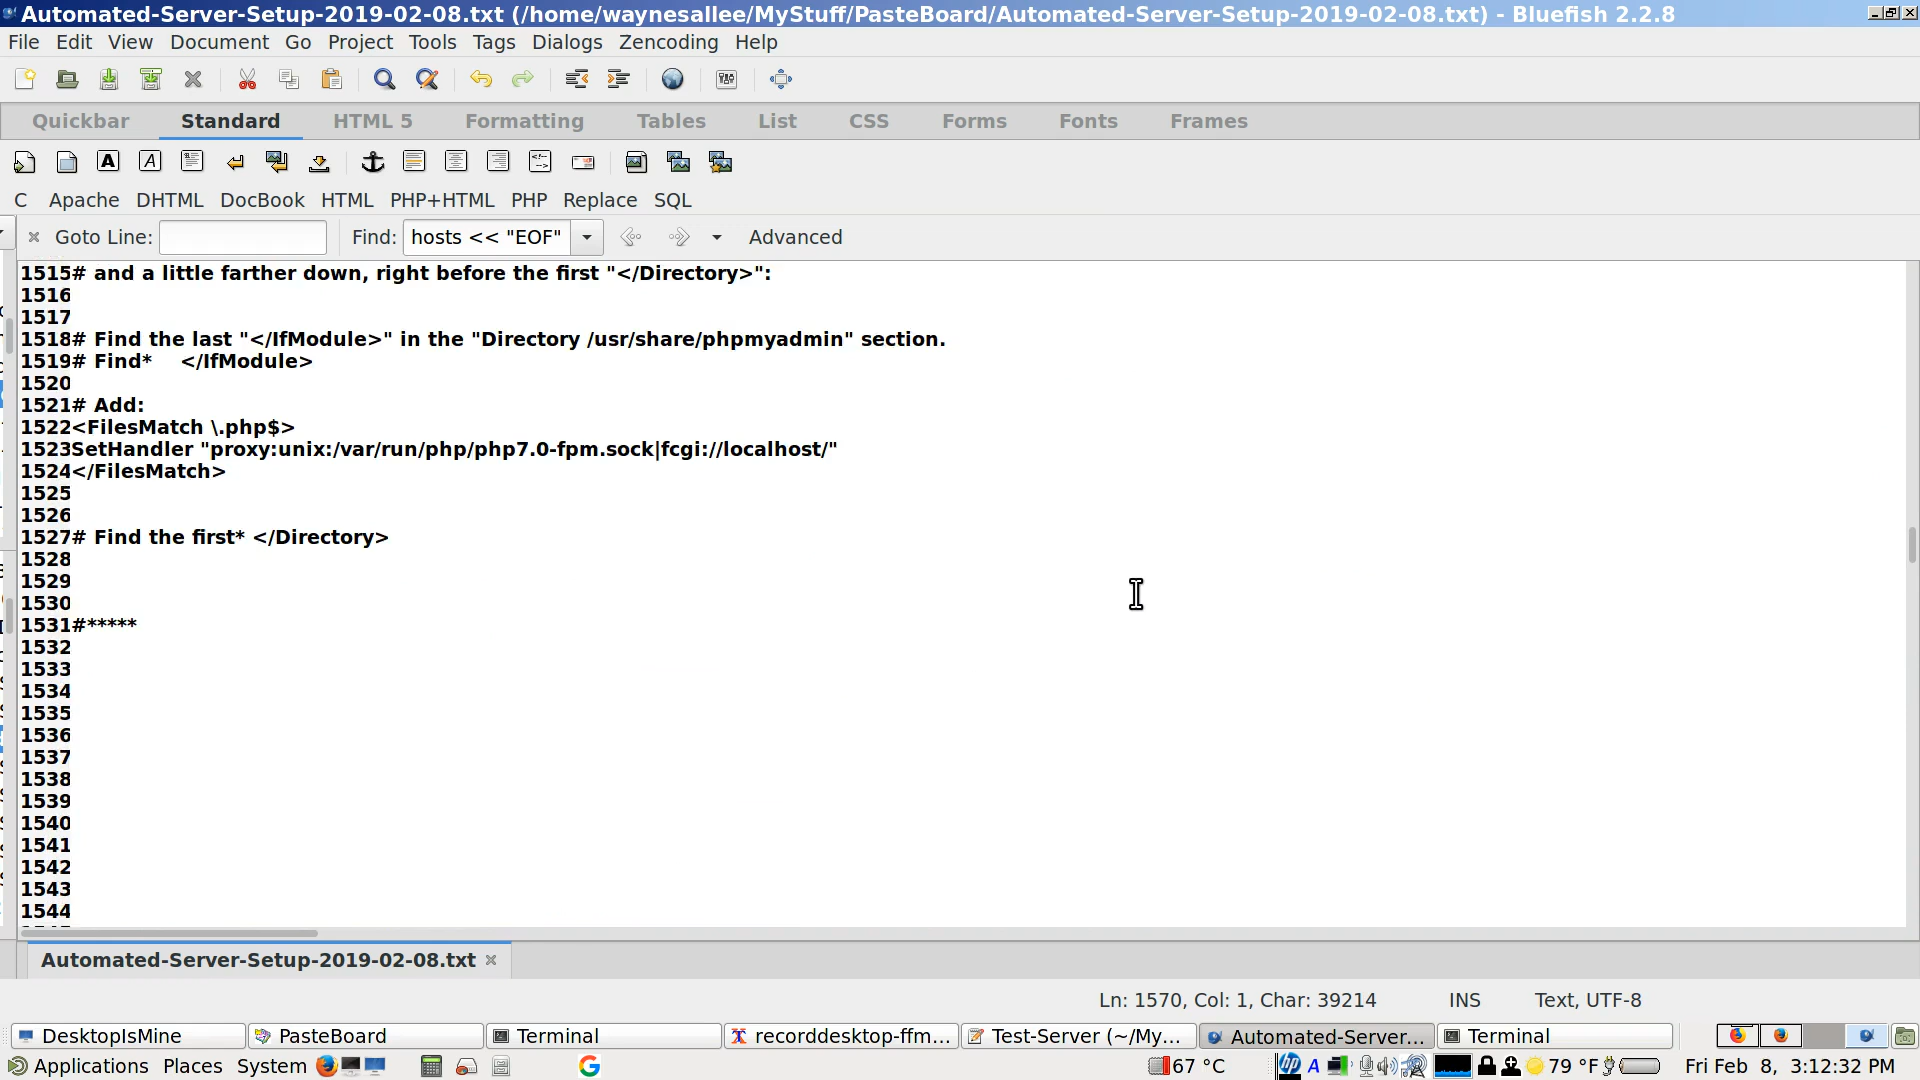 Automated-Server-Setup-2019-02-08.txt (/home/waynesallee/MyStuff/PasteBoard/Automated-Server-Setup-2019-02-08.txt) - Bluefish 2.2.8
File Edit View Document Go Project Tools Tags Dialogs Zencoding Help
Quickbar Standard HTML 5 Formatting Tables List CSS Forms Fonts Frames
C Apache DHTML DocBook HTML PHP+HTML PHP Replace SQL
Goto Line: Find: hosts << "EOF" Advanced
1515# and a little farther down, right before the first "</Directory>":
1516
1517
1518# Find the last "</IfModule>" in the "Directory /usr/share/phpmyadmin" section.
1519# Find*    </IfModule>
1520
1521# Add:
1522<FilesMatch \.php$>
1523SetHandler "proxy:unix:/var/run/php/php7.0-fpm.sock|fcgi://localhost/"
1524</FilesMatch>
1525
1526
1527# Find the first* </Directory>
1528
1529
1530
1531#*****
1532
1533
1534
1535
1536
1537
1538
1539
1540
1541
1542
1543
1544
Automated-Server-Setup-2019-02-08.txt
Ln: 1570, Col: 1, Char: 39214 INS Text, UTF-8
DesktopIsMine PasteBoard Terminal recorddesktop-ffm... Test-Server (~/My... Automated-Server... Terminal
Applications Places System 67 °C A 79 °F Fri Feb 8, 3:12:32 PM